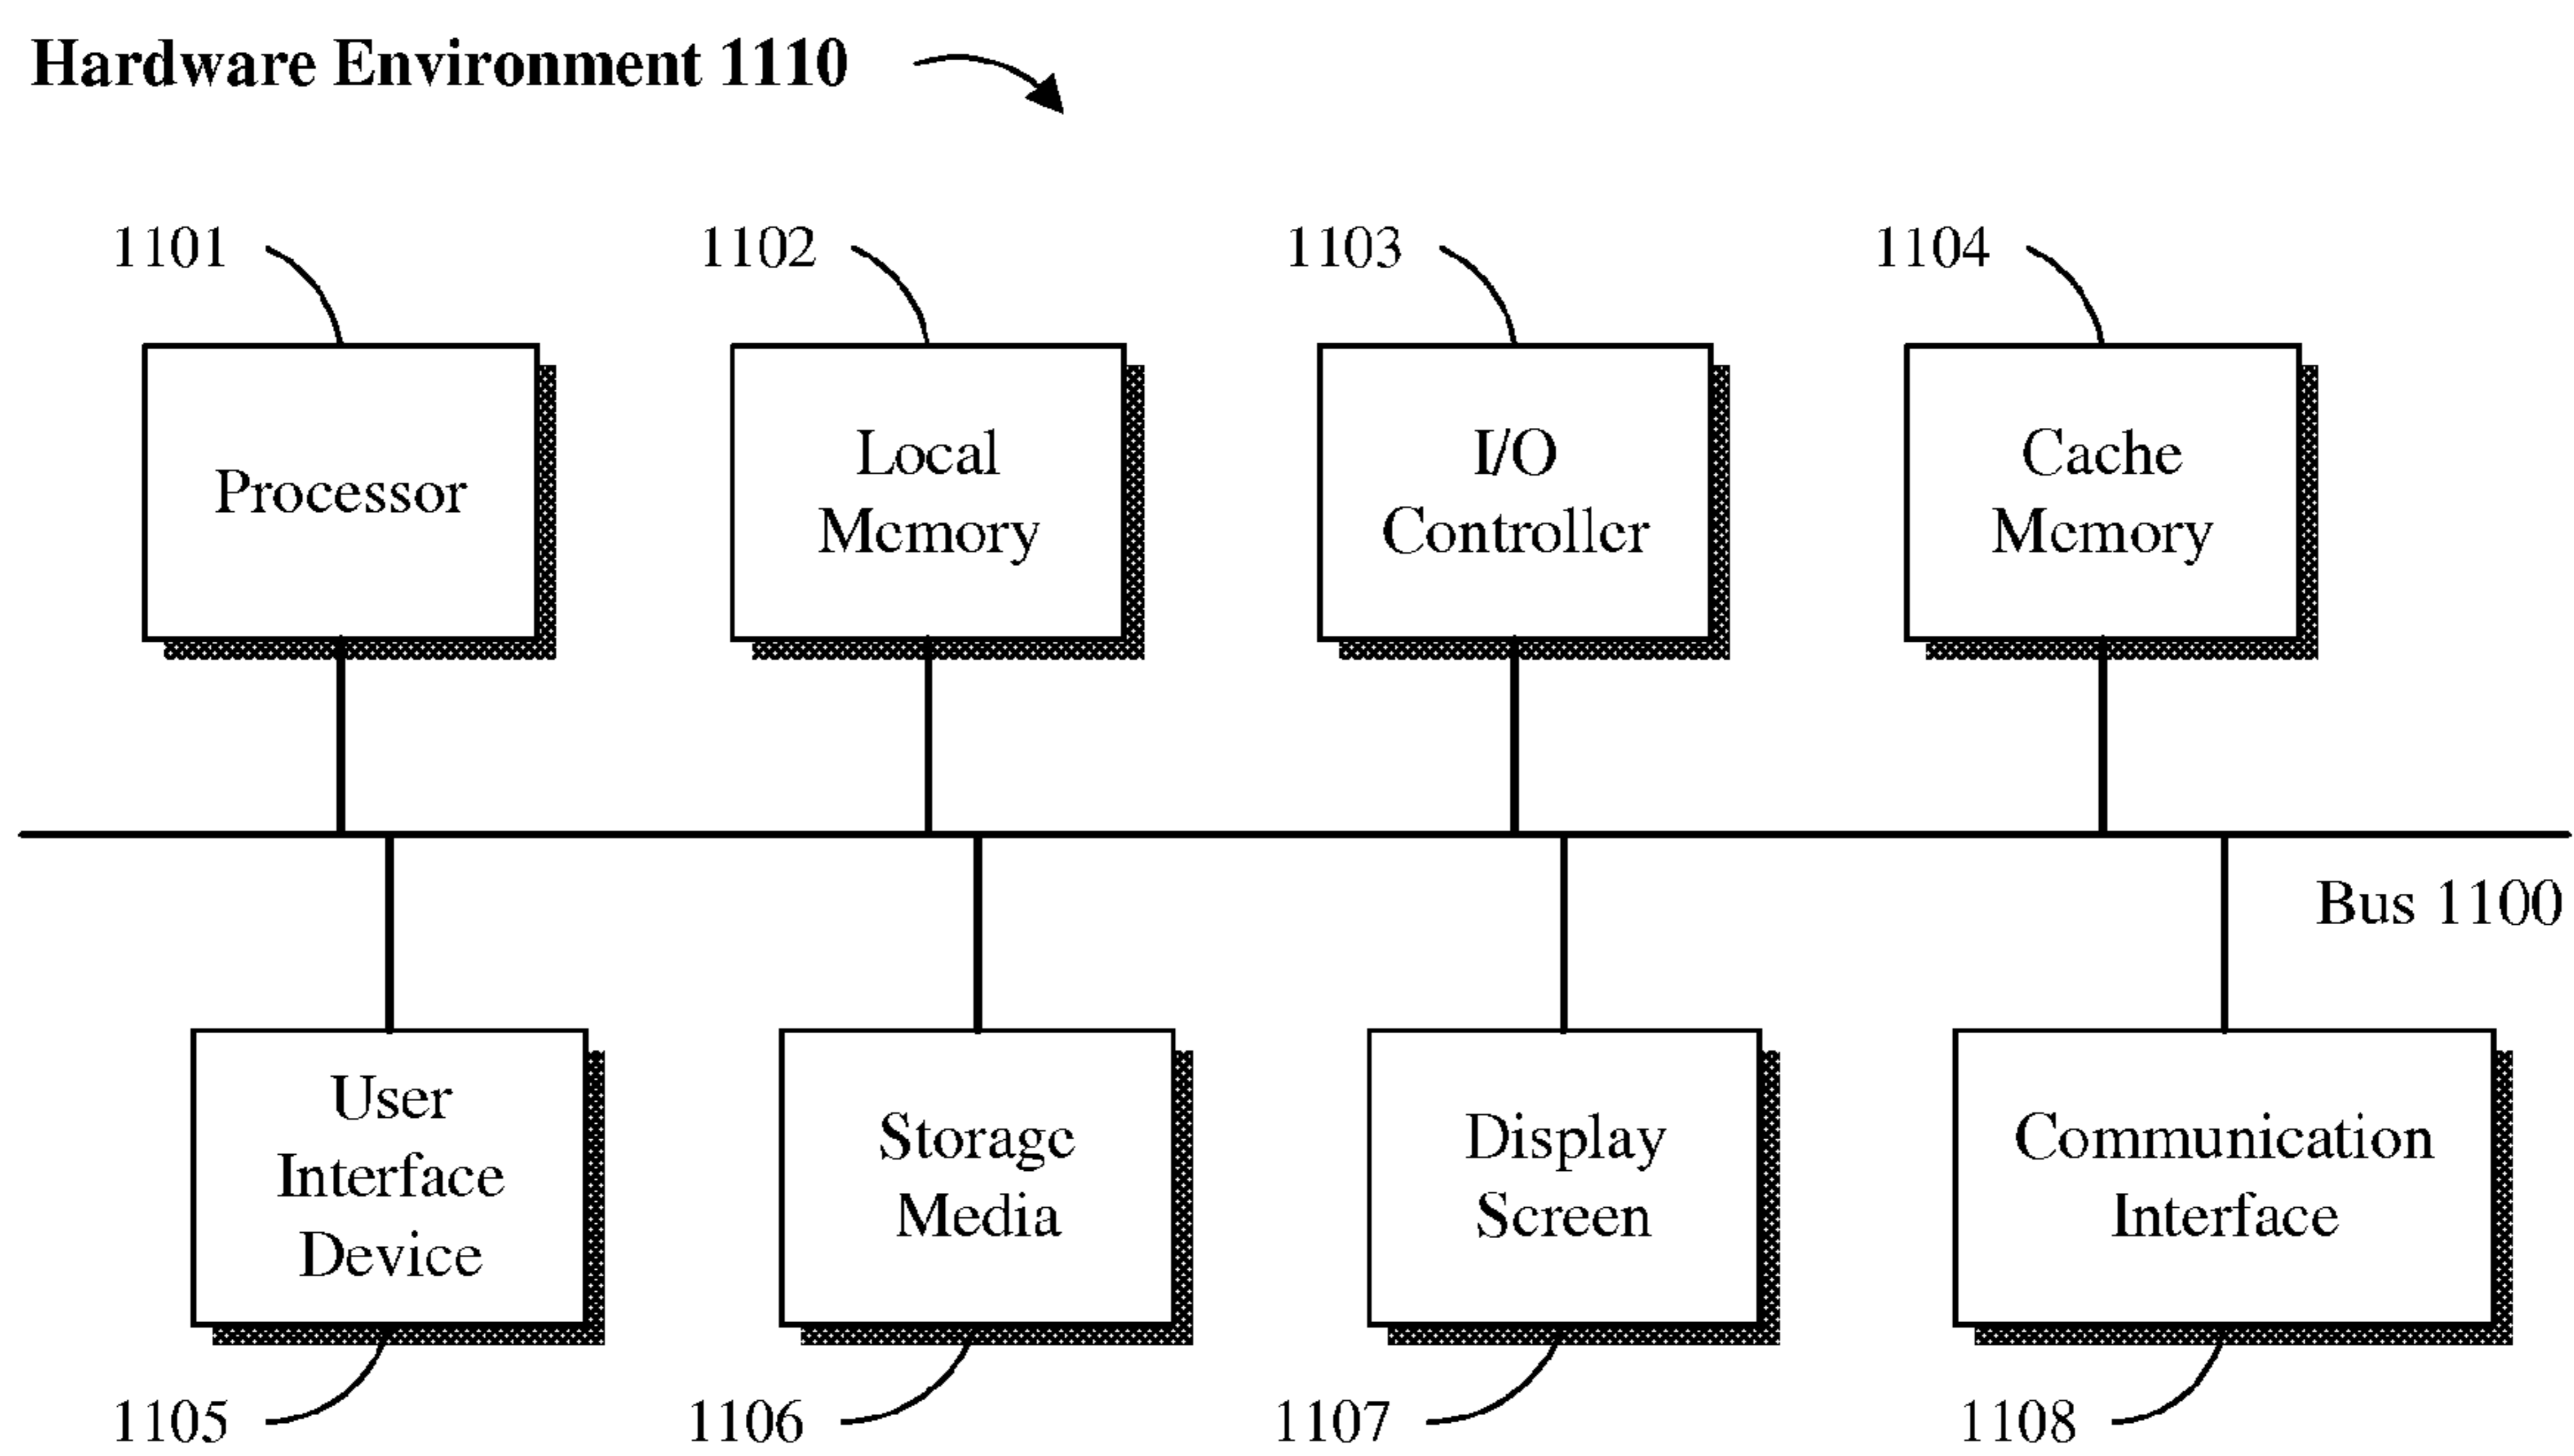 Hardware Environment 1110
1101
1102
1103
1104
Processor
Local
Memory
I/O
Controller
Cache
Memory
Bus 1100
User
Interface
Device
Storage
Media
Display
Screen
Communication
Interface
1105
1106
1107
1108